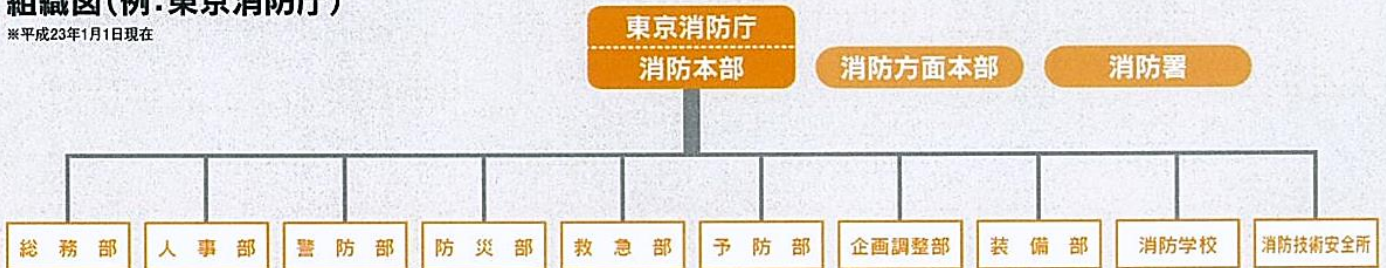 組織図(例:東京消防庁)
※平成23年1月1日現在
東京消防庁
消防本部
消防方面本部
消防署
総務部
人事部
警防部
防災部
救急部
予防部
企画調整部
装備部
消防学校
消防技術安全所